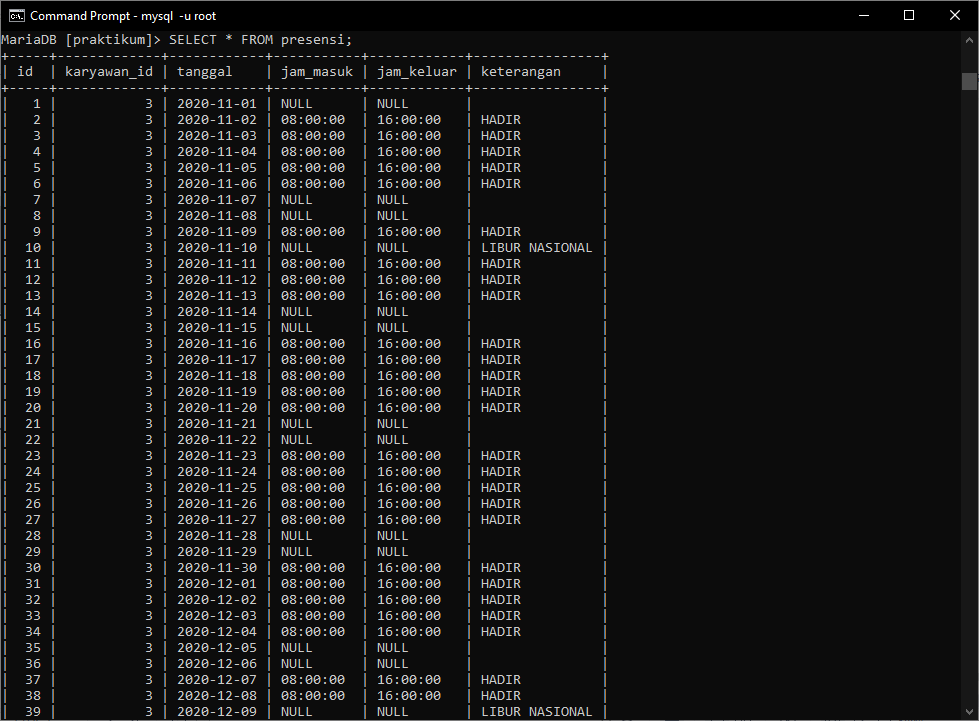 Command Prompt - mysql -u root
MariaDB [praktikum]> SELECT * FROM presensi;
+-----+-------------+------------+-----------+------------+----------------+
| id | karyawan_id | tanggal | jam_masuk | jam_keluar | keterangan |
+-----+-------------+------------+-----------+------------+----------------+
| 1 | 3 | 2020-11-01 | NULL | NULL | |
| 2 | 3 | 2020-11-02 | 08:00:00 | 16:00:00 | HADIR |
| 3 | 3 | 2020-11-03 | 08:00:00 | 16:00:00 | HADIR |
| 4 | 3 | 2020-11-04 | 08:00:00 | 16:00:00 | HADIR |
| 5 | 3 | 2020-11-05 | 08:00:00 | 16:00:00 | HADIR |
| 6 | 3 | 2020-11-06 | 08:00:00 | 16:00:00 | HADIR |
| 7 | 3 | 2020-11-07 | NULL | NULL | |
| 8 | 3 | 2020-11-08 | NULL | NULL | |
| 9 | 3 | 2020-11-09 | 08:00:00 | 16:00:00 | HADIR |
| 10 | 3 | 2020-11-10 | NULL | NULL | LIBUR NASIONAL |
| 11 | 3 | 2020-11-11 | 08:00:00 | 16:00:00 | HADIR |
| 12 | 3 | 2020-11-12 | 08:00:00 | 16:00:00 | HADIR |
| 13 | 3 | 2020-11-13 | 08:00:00 | 16:00:00 | HADIR |
| 14 | 3 | 2020-11-14 | NULL | NULL | |
| 15 | 3 | 2020-11-15 | NULL | NULL | |
| 16 | 3 | 2020-11-16 | 08:00:00 | 16:00:00 | HADIR |
| 17 | 3 | 2020-11-17 | 08:00:00 | 16:00:00 | HADIR |
| 18 | 3 | 2020-11-18 | 08:00:00 | 16:00:00 | HADIR |
| 19 | 3 | 2020-11-19 | 08:00:00 | 16:00:00 | HADIR |
| 20 | 3 | 2020-11-20 | 08:00:00 | 16:00:00 | HADIR |
| 21 | 3 | 2020-11-21 | NULL | NULL | |
| 22 | 3 | 2020-11-22 | NULL | NULL | |
| 23 | 3 | 2020-11-23 | 08:00:00 | 16:00:00 | HADIR |
| 24 | 3 | 2020-11-24 | 08:00:00 | 16:00:00 | HADIR |
| 25 | 3 | 2020-11-25 | 08:00:00 | 16:00:00 | HADIR |
| 26 | 3 | 2020-11-26 | 08:00:00 | 16:00:00 | HADIR |
| 27 | 3 | 2020-11-27 | 08:00:00 | 16:00:00 | HADIR |
| 28 | 3 | 2020-11-28 | NULL | NULL | |
| 29 | 3 | 2020-11-29 | NULL | NULL | |
| 30 | 3 | 2020-11-30 | 08:00:00 | 16:00:00 | HADIR |
| 31 | 3 | 2020-12-01 | 08:00:00 | 16:00:00 | HADIR |
| 32 | 3 | 2020-12-02 | 08:00:00 | 16:00:00 | HADIR |
| 33 | 3 | 2020-12-03 | 08:00:00 | 16:00:00 | HADIR |
| 34 | 3 | 2020-12-04 | 08:00:00 | 16:00:00 | HADIR |
| 35 | 3 | 2020-12-05 | NULL | NULL | |
| 36 | 3 | 2020-12-06 | NULL | NULL | |
| 37 | 3 | 2020-12-07 | 08:00:00 | 16:00:00 | HADIR |
| 38 | 3 | 2020-12-08 | 08:00:00 | 16:00:00 | HADIR |
| 39 | 3 | 2020-12-09 | NULL | NULL | LIBUR NASIONAL |